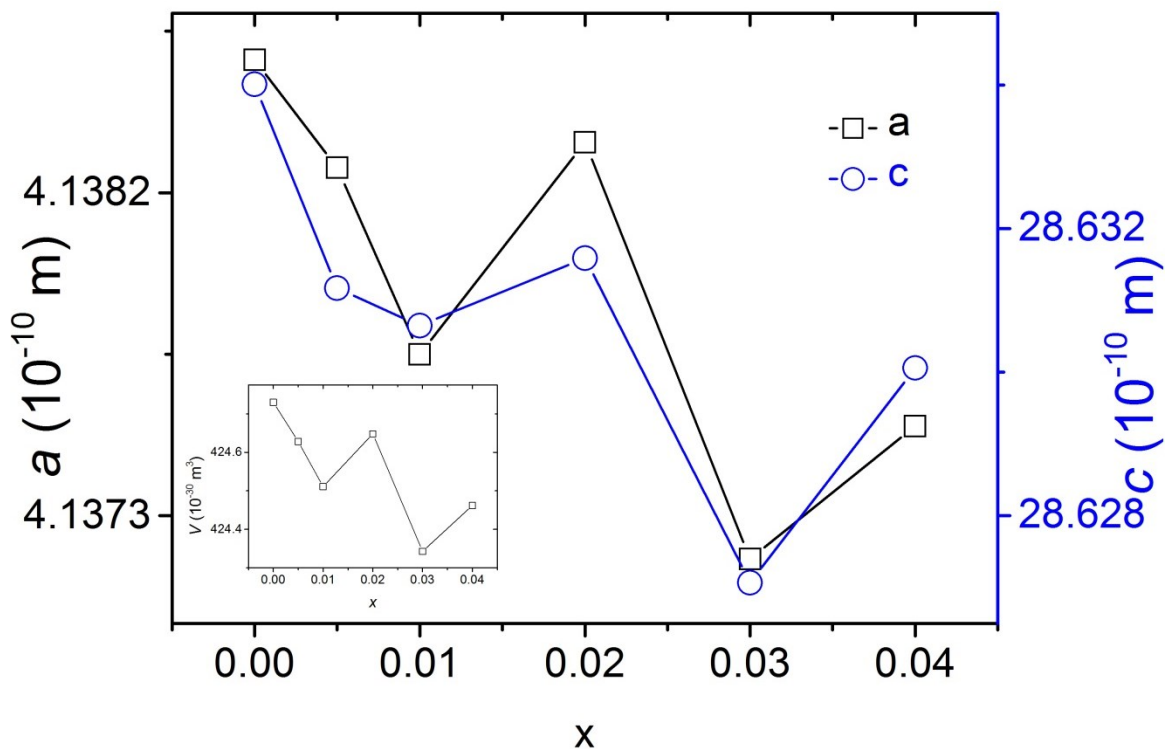 a
c
4.1382
4.1373
a (10⁻¹⁰ m)
28.632
28.628
c (10⁻¹⁰ m)
424.6
424.4
V (10⁻³⁰ m³)
0.00 0.01 0.02 0.03 0.04
x
0.00 0.01 0.02 0.03 0.04
x